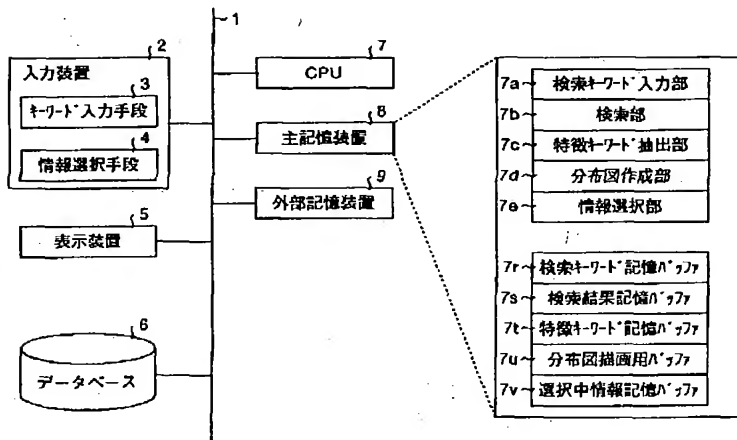 1
2
入力装置
3
キーワード入力手段
4
情報選択手段
5
表示装置
6
データベース
7
CPU
8
主記憶装置
9
外部記憶装置
7a 検索キーワード入力部
7b 検索部
7c 特徴キーワード抽出部
7d 分布図作成部
7e 情報選択部
7r 検索キーワード記憶バッファ
7s 検索結果記憶バッファ
7t 特徴キーワード記憶バッファ
7u 分布図描画用バッファ
7v 選択中情報記憶バッファ